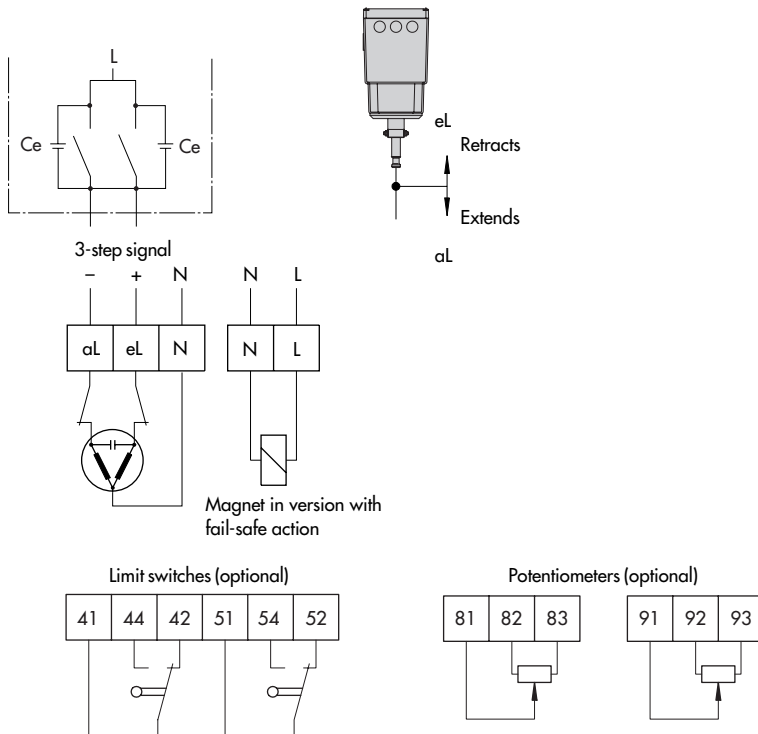 L
Ce
Ce
eL
Retracts
Extends
aL
3-step signal
– + N
N L
aL eL N
N L
Magnet in version with
fail-safe action
Limit switches (optional)
41 44 42 51 54 52
Potentiometers (optional)
81 82 83
91 92 93